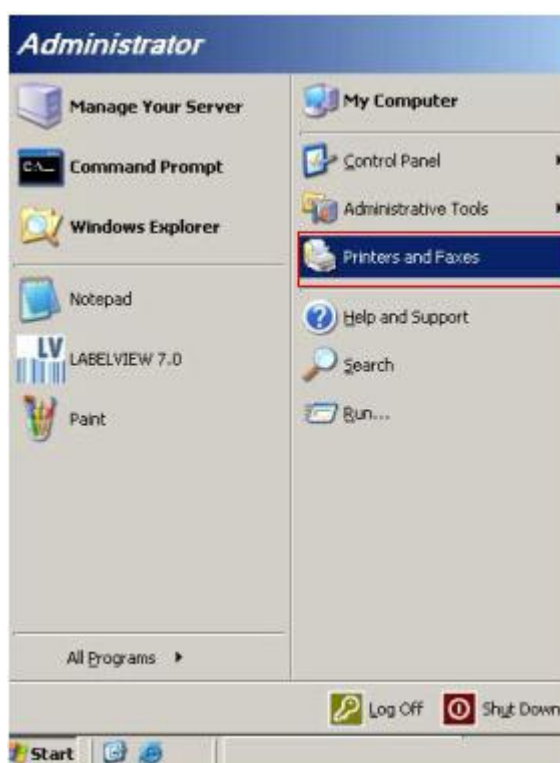 Administrator
Manage Your Server
Command Prompt
Windows Explorer
Notepad
LV
LABELVIEW 7.0
Paint
All Programs
My Computer
Control Panel
Administrative Tools
Printers and Faxes
Help and Support
Search
Run...
Log Off
Shut Down
Start